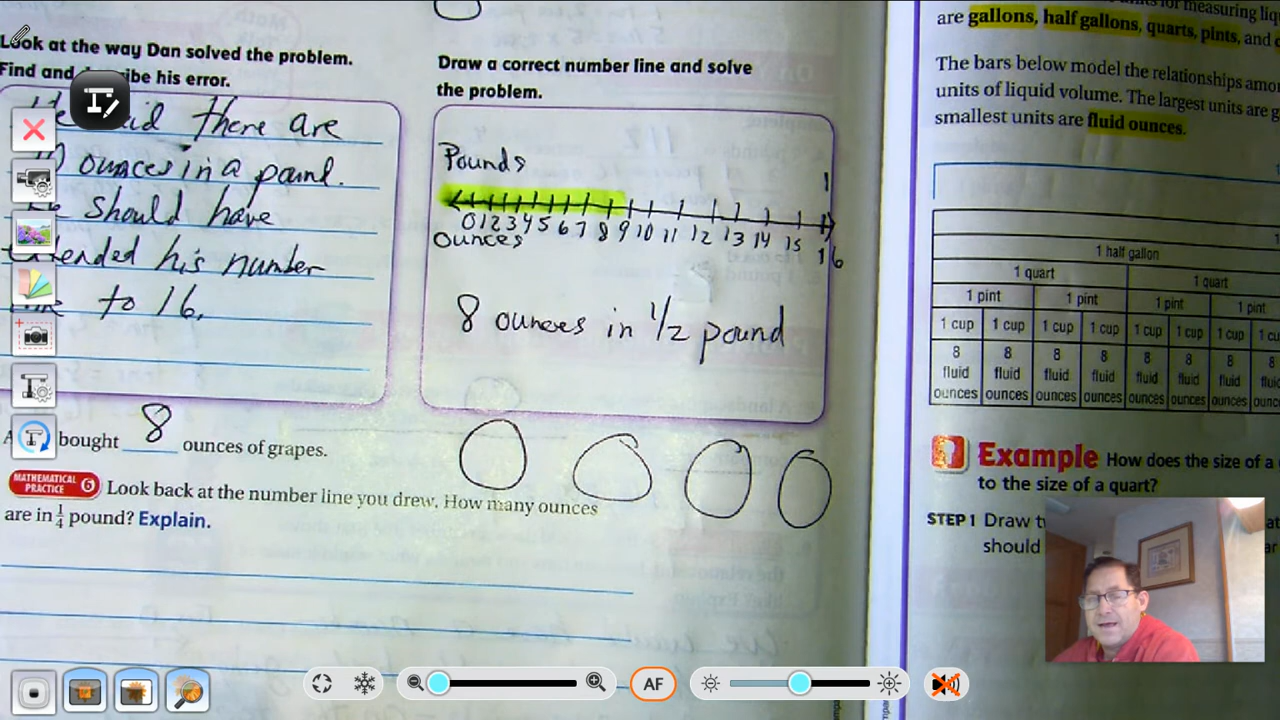 Look at the way Dan solved the problem.
Find and his error.
said there are
ounces in a pound.
should have
his number
to 16.
bought 8 ounces of grapes.
MATHEMATICAL PRACTICE 6 Look back at the number line you drew. How many ounces
are in 1/4 pound? Explain.
Draw a correct number line and solve
the problem.
Pounds
1
0 1 2 3 4 5 6 7 8 9 10 11 12 13 14 15 16
Ounces
8 ounces in 1/2 pound
for measuring
are gallons, half gallons, quarts, pints, and
The bars below model the relationships
units of liquid volume. The largest units are
smallest units are fluid ounces.
1 half gallon
1 quart 1 quart
1 pint 1 pint 1 pint 1 pint
1 cup 1 cup 1 cup 1 cup 1 cup 1 cup 1 cup 1
8 8 8 8 8 8 8 8
fluid fluid fluid fluid fluid fluid fluid
ounces ounces ounces ounces ounces ounces ounces
Example How does the size of a
to the size of a quart?
STEP 1 Draw
should
AF